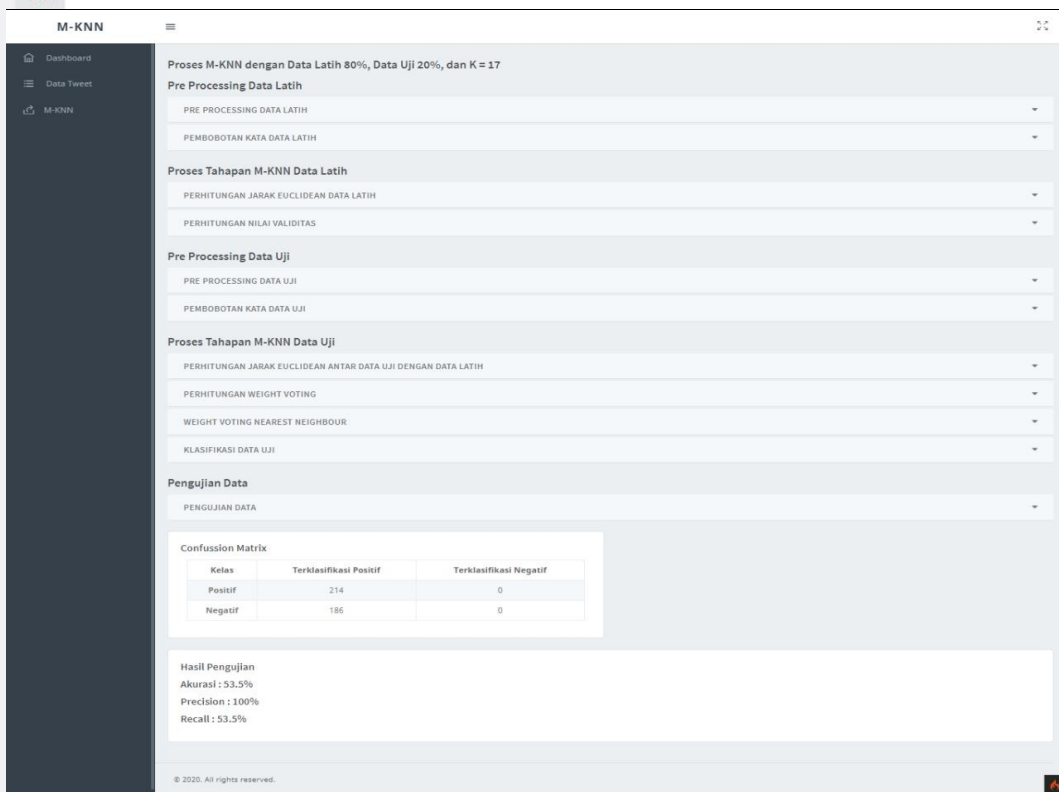 M-KNN
Dashboard
Data Tweet
M-KNN
Proses M-KNN dengan Data Latih 80%, Data Uji 20%, dan K = 17
Pre Processing Data Latih
PRE PROCESSING DATA LATIH
PEMBOBOTAN KATA DATA LATIH
Proses Tahapan M-KNN Data Latih
PERHITUNGAN JARAK EUCLIDEAN DATA LATIH
PERHITUNGAN NILAI VALIDITAS
Pre Processing Data Uji
PRE PROCESSING DATA UJI
PEMBOBOTAN KATA DATA UJI
Proses Tahapan M-KNN Data Uji
PERHITUNGAN JARAK EUCLIDEAN ANTAR DATA UJI DENGAN DATA LATIH
PERHITUNGAN WEIGHT VOTING
WEIGHT VOTING NEAREST NEIGHBOUR
KLASIFIKASI DATA UJI
Pengujian Data
PENGUJIAN DATA
Confussion Matrix
Kelas Terklasifikasi Positif Terklasifikasi Negatif
Positif 214 0
Negatif 186 0
Hasil Pengujian
Akurasi : 53.5%
Precision : 100%
Recall : 53.5%
© 2020. All rights reserved.